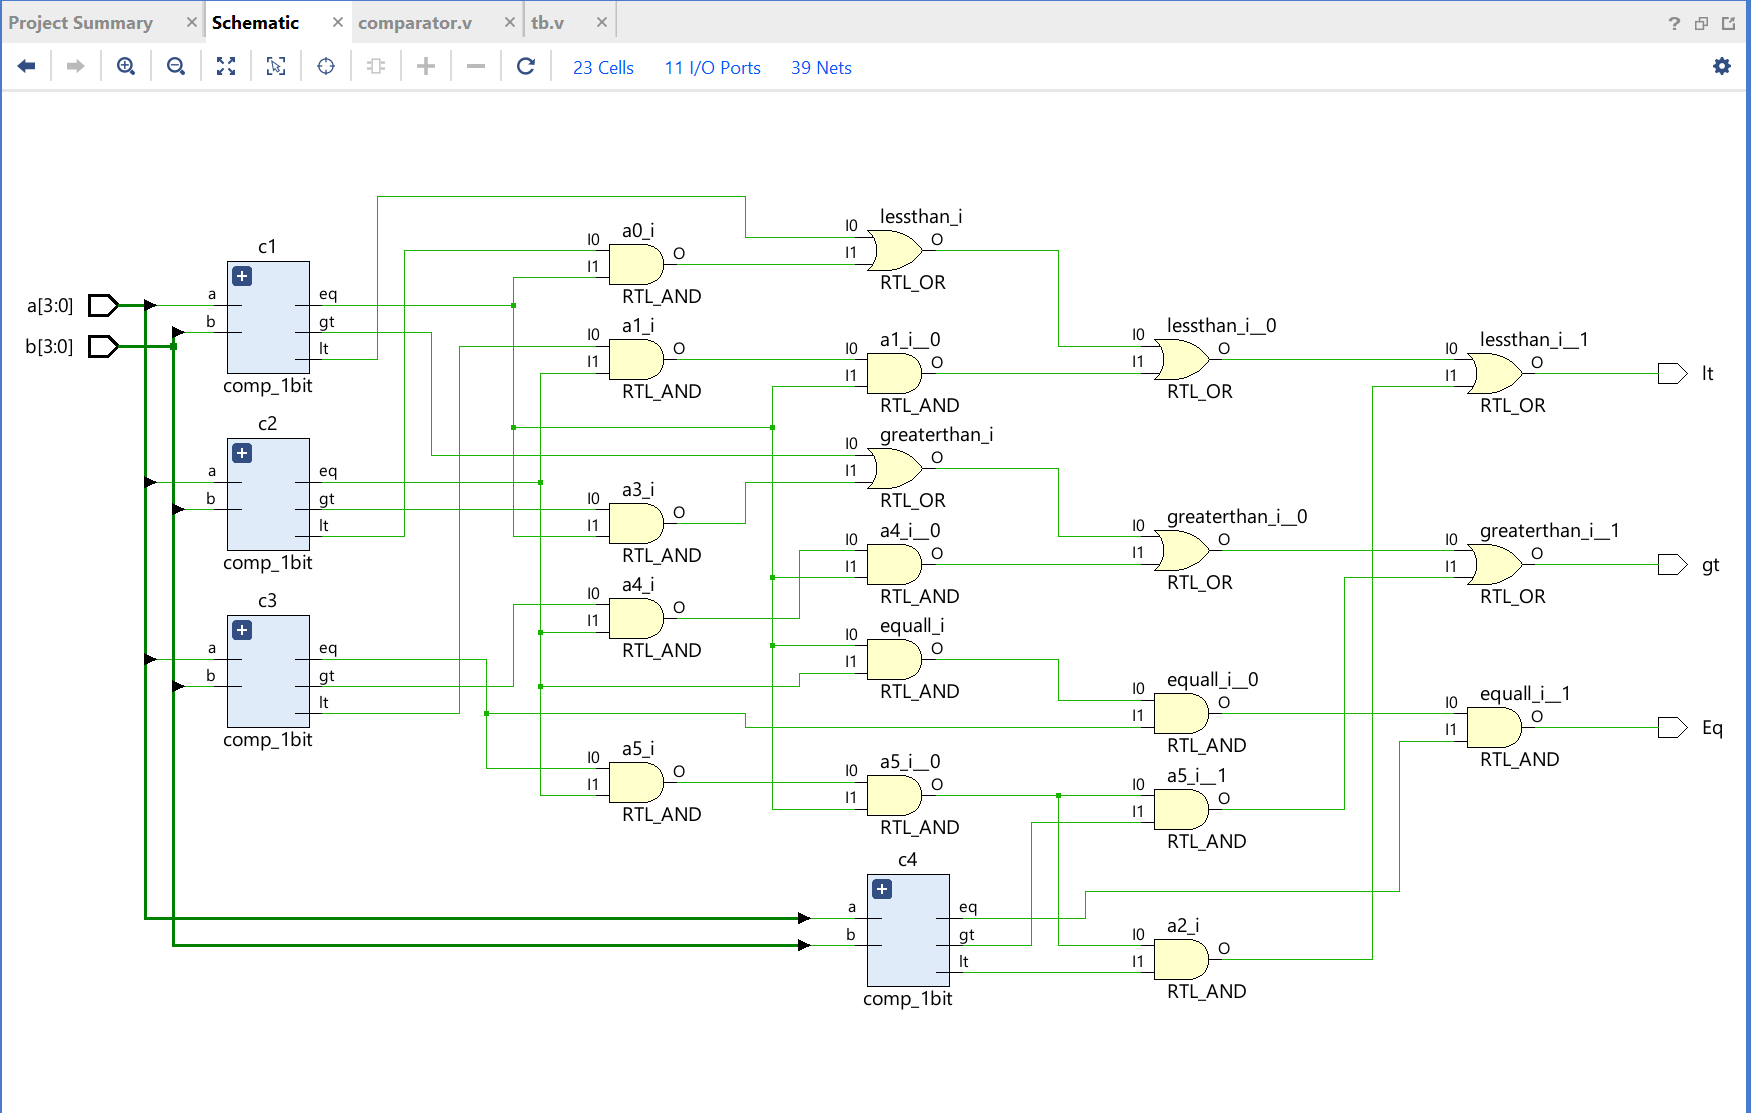 Project Summary × Schematic × comparator.v × tb.v ×
?
23 Cells 11 I/O Ports 39 Nets
a[3:0]
b[3:0]
c1
a
b
eq
gt
lt
comp_1bit
c2
a
b
eq
gt
lt
comp_1bit
c3
a
b
eq
gt
lt
comp_1bit
a0_i
I0
I1
O
RTL_AND
a1_i
I0
I1
O
RTL_AND
a3_i
I0
I1
O
RTL_AND
a4_i
I0
I1
O
RTL_AND
a5_i
I0
I1
O
RTL_AND
lessthan_i
I0
I1
O
RTL_OR
a1_i__0
I0
I1
O
RTL_AND
greaterthan_i
I0
I1
O
RTL_OR
a4_i__0
I0
I1
O
RTL_AND
equall_i
I0
I1
O
RTL_AND
a5_i__0
I0
I1
O
RTL_AND
c4
a
b
eq
gt
lt
comp_1bit
lessthan_i__0
I0
I1
O
RTL_OR
greaterthan_i__0
I0
I1
O
RTL_OR
equall_i__0
I0
I1
O
RTL_AND
a5_i__1
I0
I1
O
RTL_AND
a2_i
I0
I1
O
RTL_AND
lessthan_i__1
I0
I1
O
RTL_OR
greaterthan_i__1
I0
I1
O
RTL_OR
equall_i__1
I0
I1
O
RTL_AND
lt
gt
Eq